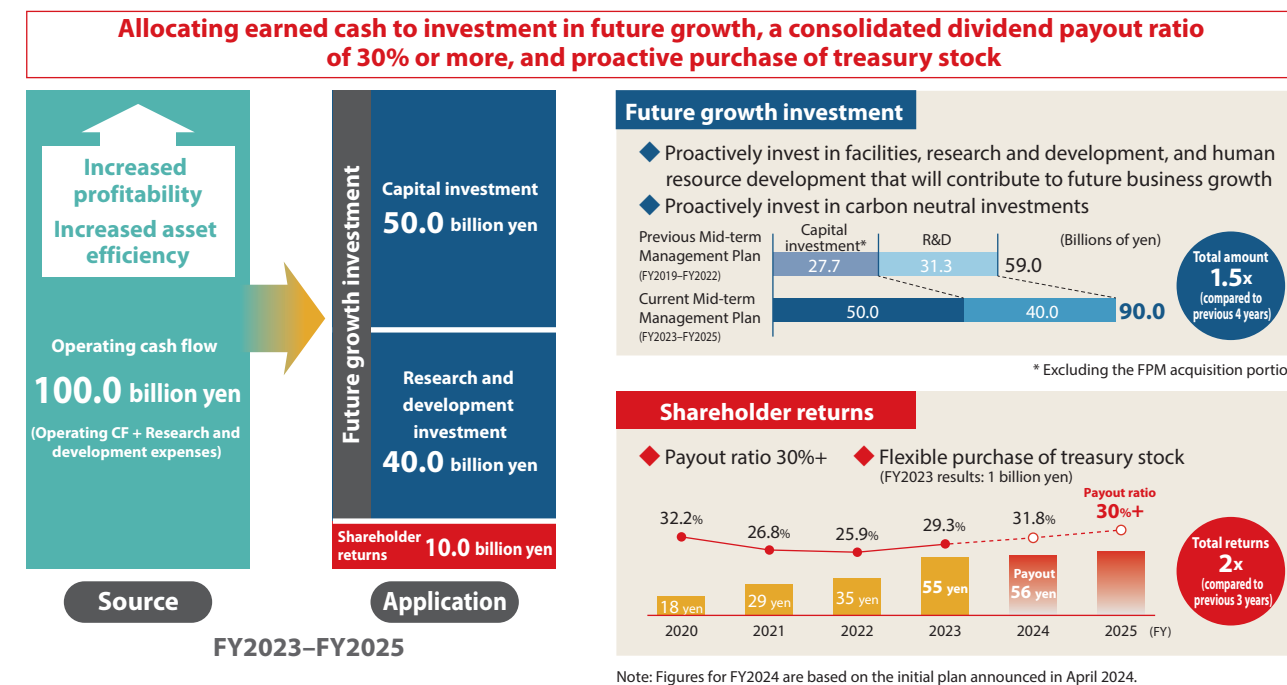 Allocating earned cash to investment in future growth, a consolidated dividend payout ratio
of 30% or more, and proactive purchase of treasury stock
Increased
profitability
Increased asset
efficiency
Operating cash flow
100.0 billion yen
(Operating CF + Research and
development expenses)
Source
Future growth investment
Capital investment
50.0 billion yen
Research and
development
investment
40.0 billion yen
Shareholder
returns
10.0 billion yen
Application
FY2023–FY2025
Future growth investment
◆ Proactively invest in facilities, research and development, and human
resource development that will contribute to future business growth
◆ Proactively invest in carbon neutral investments
Previous Mid-term
Management Plan
(FY2019–FY2022)
Capital
investment*
R&D
(Billions of yen)
27.7
31.3
59.0
Current Mid-term
Management Plan
(FY2023–FY2025)
50.0
40.0
90.0
Total amount
1.5x
(compared to
previous 4 years)
* Excluding the FPM acquisition portio
Shareholder returns
◆ Payout ratio 30%+
◆ Flexible purchase of treasury stock
(FY2023 results: 1 billion yen)
32.2%
26.8%
25.9%
29.3%
31.8%
Payout ratio
30%+
18 yen
29 yen
35 yen
55 yen
Payout
56 yen
2020
2021
2022
2023
2024
2025
(FY)
Total returns
2x
(compared to
previous 3 years)
Note: Figures for FY2024 are based on the initial plan announced in April 2024.